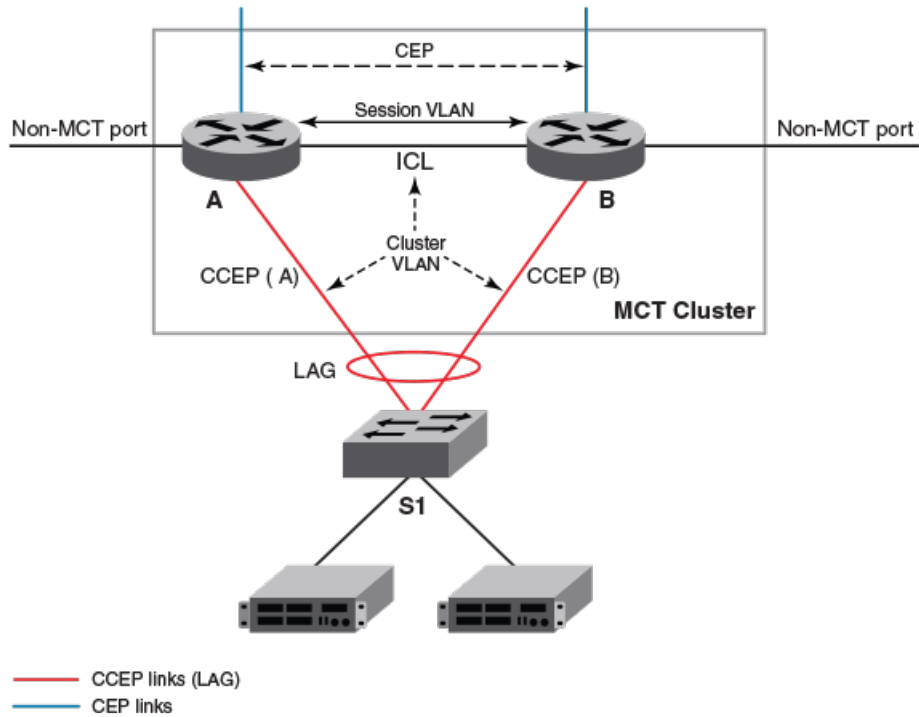 CEP
Session VLAN
Non-MCT port
Non-MCT port
ICL
A
B
Cluster
VLAN
CCEP ( A)
CCEP (B)
MCT Cluster
LAG
S1
CCEP links (LAG)
CEP links